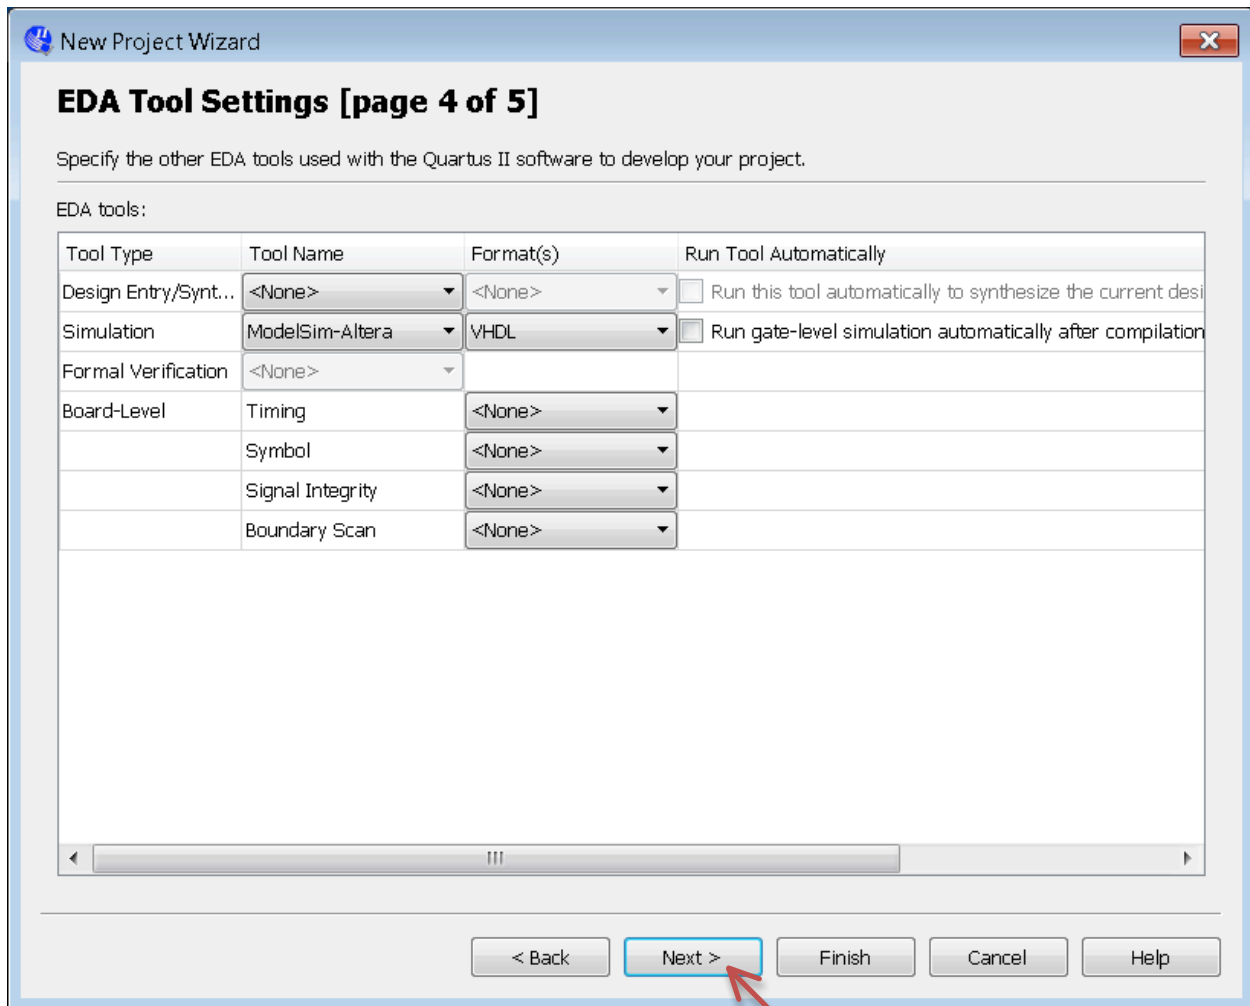 New Project Wizard
EDA Tool Settings [page 4 of 5]
Specify the other EDA tools used with the Quartus II software to develop your project.
EDA tools:
Tool Type Tool Name Format(s) Run Tool Automatically
Design Entry/Synt... <None> <None> Run this tool automatically to synthesize the current desi
Simulation ModelSim-Altera VHDL Run gate-level simulation automatically after compilation
Formal Verification <None>
Board-Level Timing <None>
Symbol <None>
Signal Integrity <None>
Boundary Scan <None>
< Back Next > Finish Cancel Help